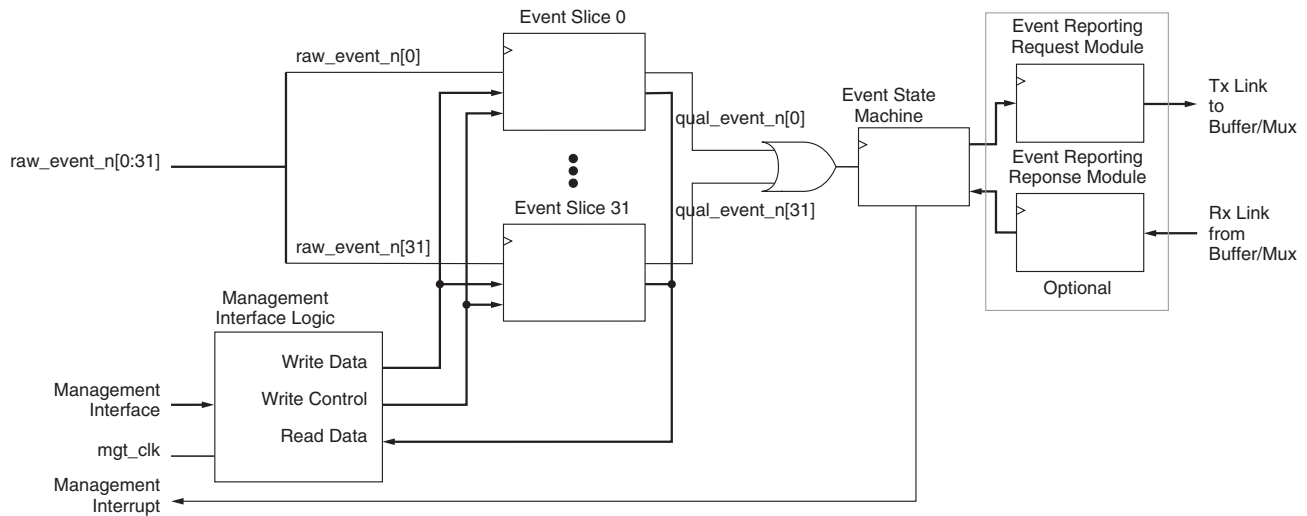 Event Slice 0
Event Reporting
Request Module
raw_event_n[0]
Event State
Machine
Tx Link
to
Buffer/Mux
qual_event_n[0]
raw_event_n[0:31]
Event Reporting
Reponse Module
Event Slice 31
qual_event_n[31]
Rx Link
from
Buffer/Mux
raw_event_n[31]
Optional
Management
Interface Logic
Write Data
Management
Interface
Write Control
Read Data
mgt_clk
Management
Interrupt